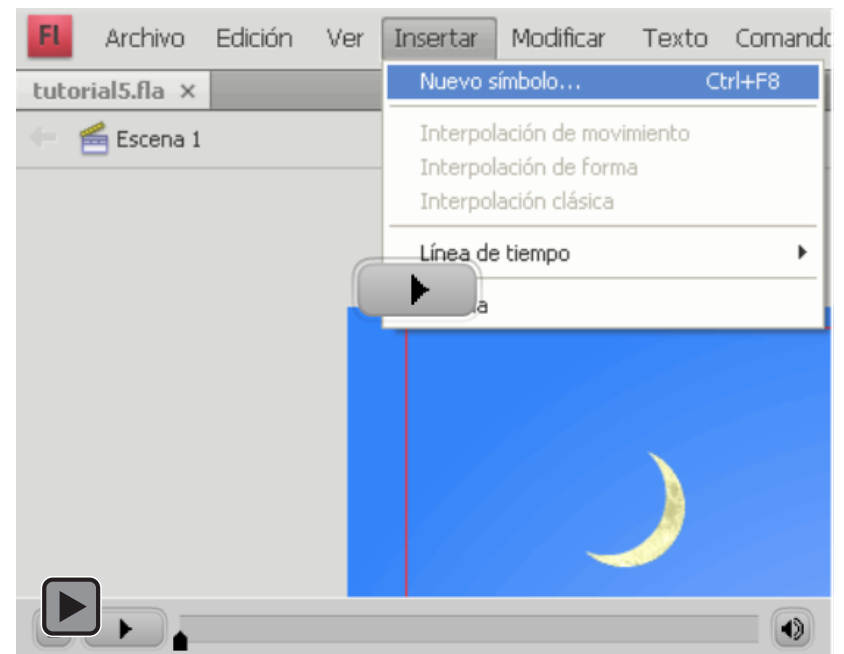 Fl Archivo Edición Ver Insertar Modificar Texto
tutorial5.fla ×
Nuevo símbolo... Ctrl+F8
Escena 1
Interpolación de movimiento
Interpolación de forma
Interpolación clásica
Línea de tiempo